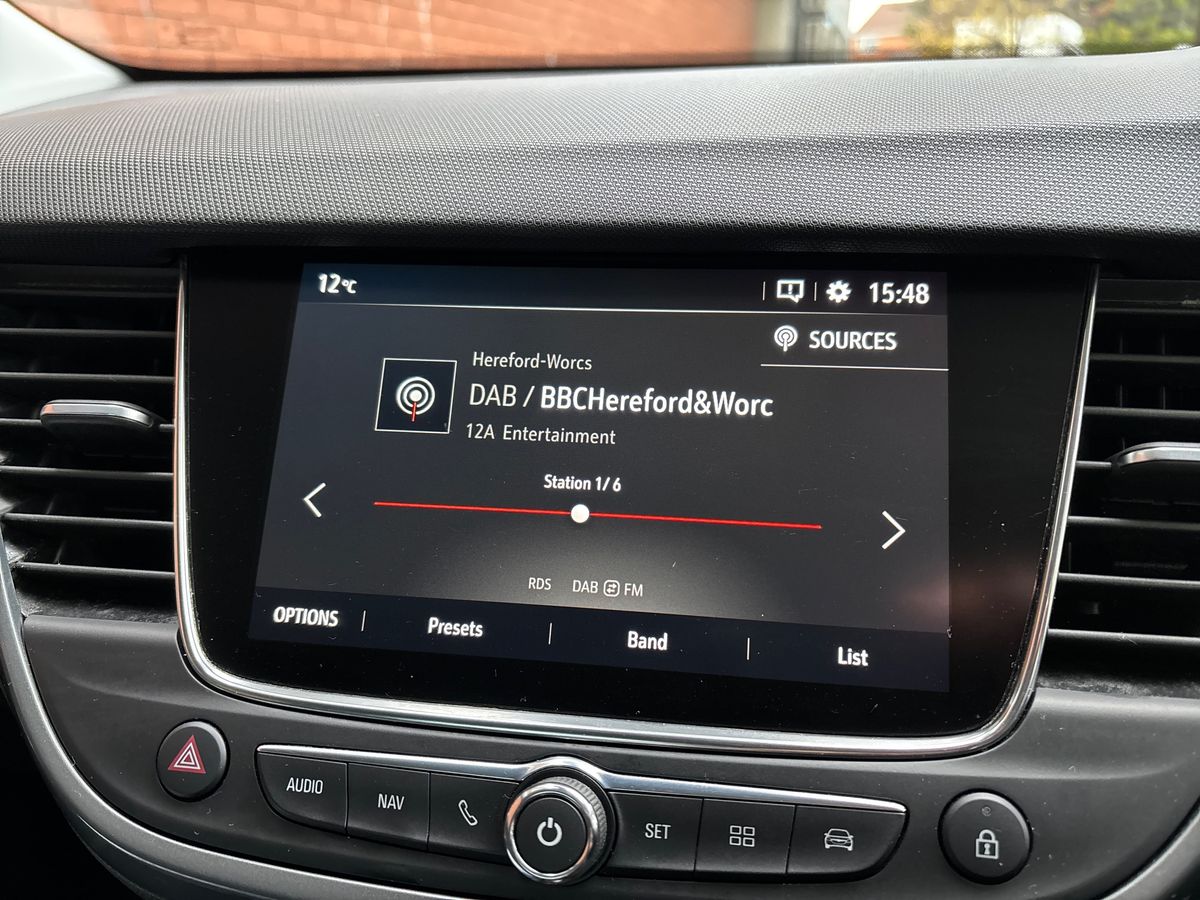 12°C
15:48
SOURCES
Hereford-Worcs
DAB / BBCHereford&Worc
12A Entertainment
Station 1/6
RDS DAB FM
OPTIONS Presets Band List
AUDIO NAV SET